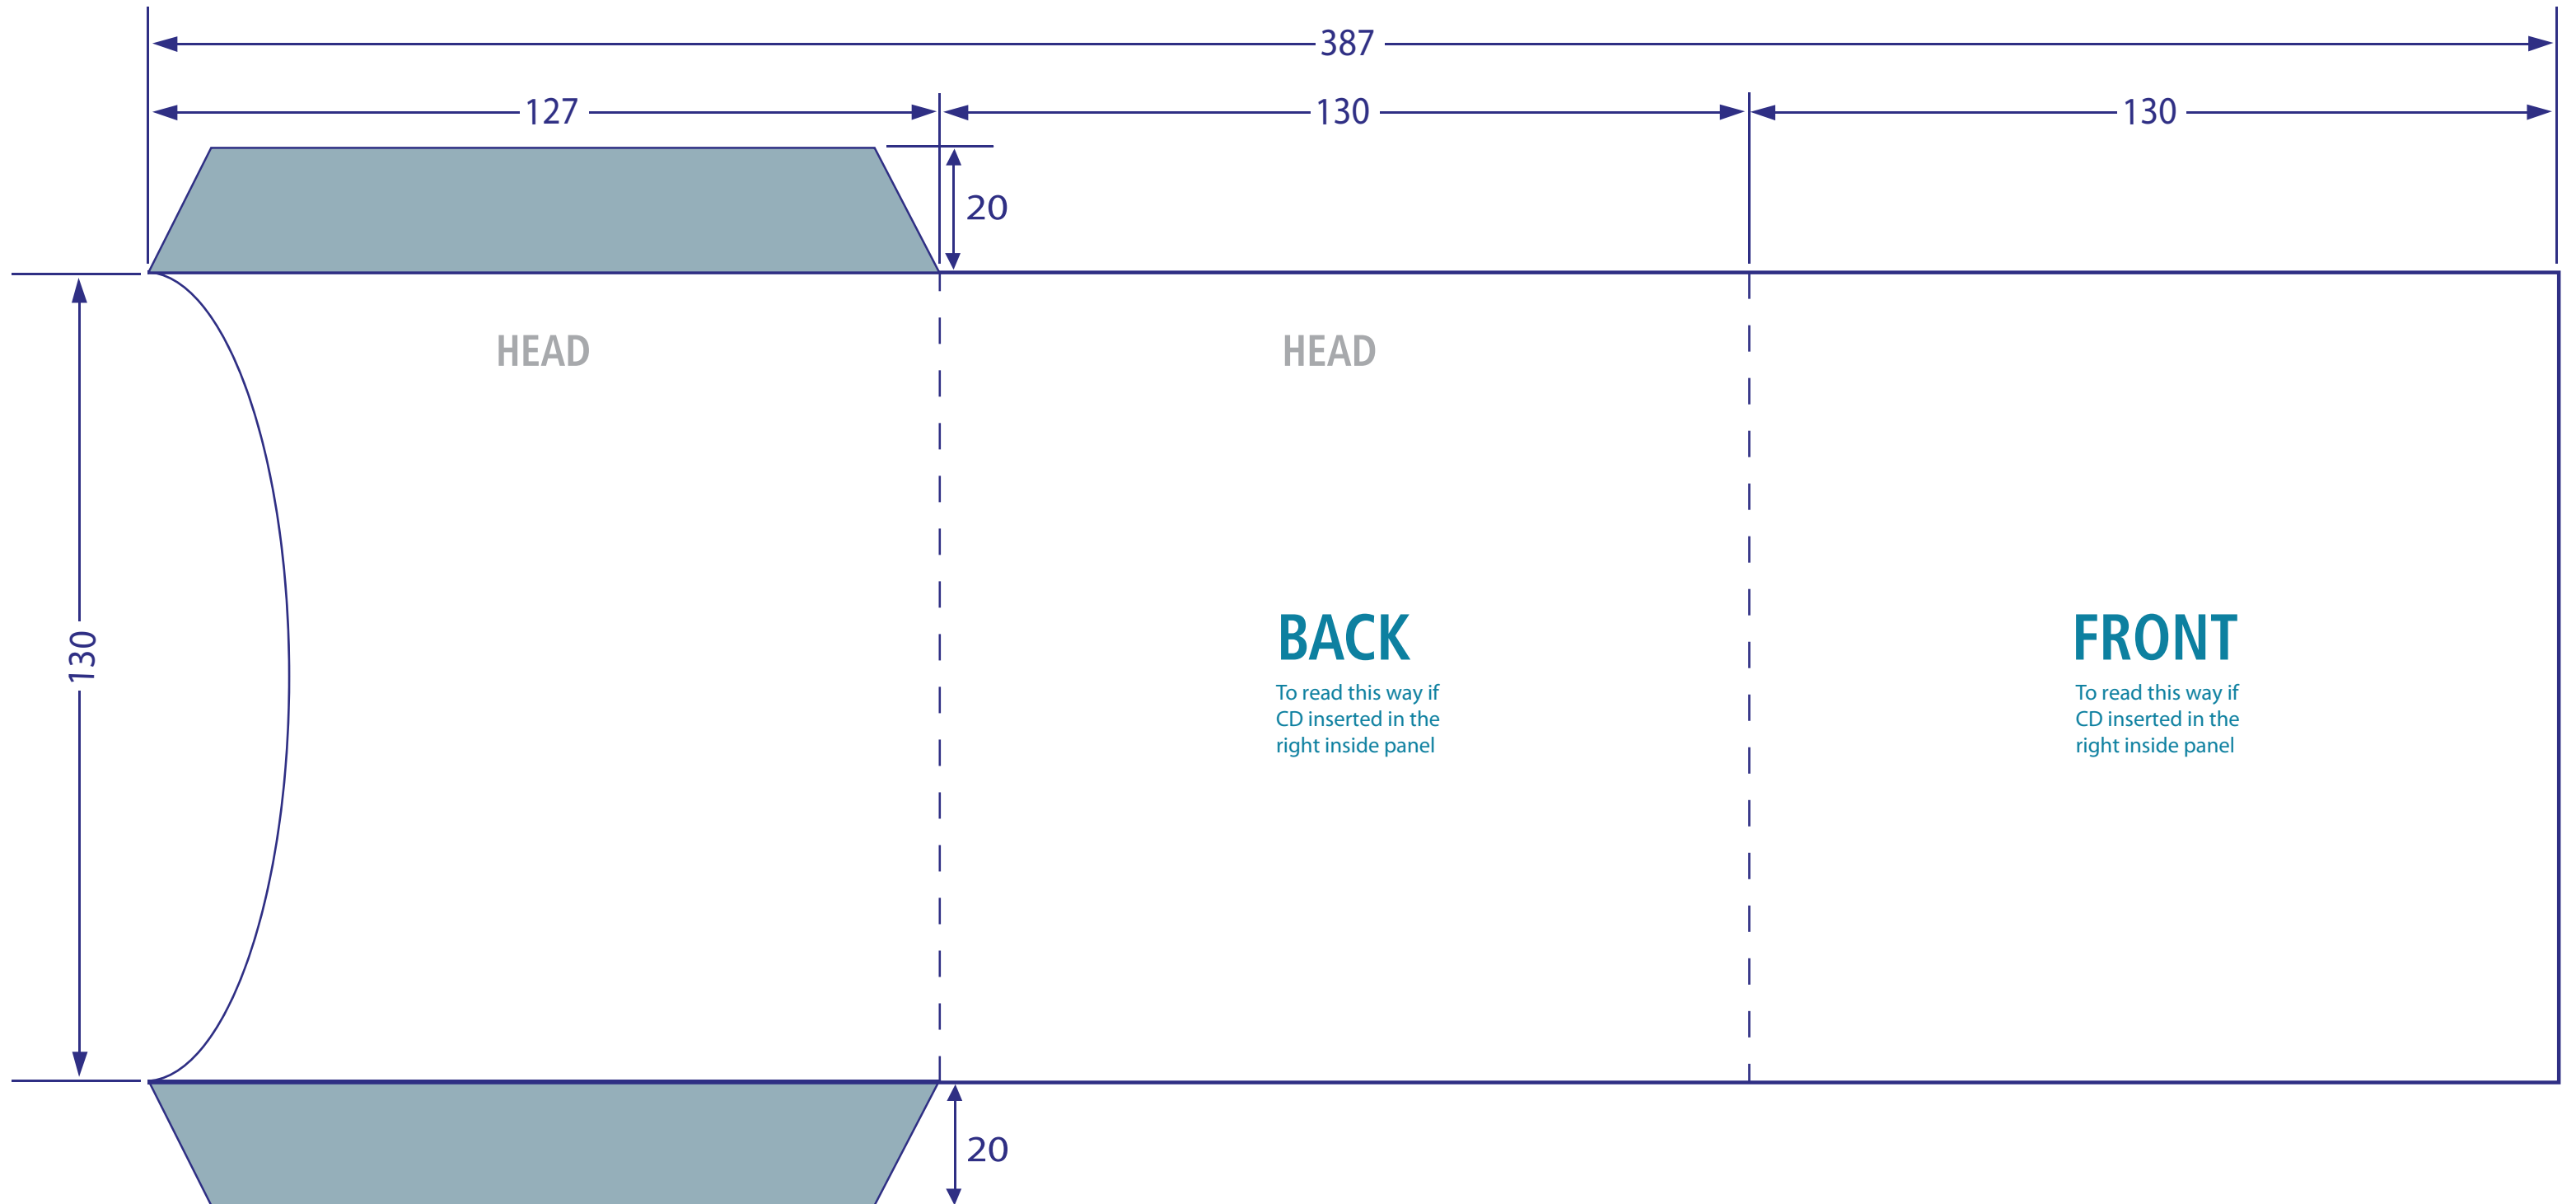 387
127
130
130
20
HEAD
HEAD
130
BACK
To read this way if
CD inserted in the
right inside panel
FRONT
To read this way if
CD inserted in the
right inside panel
20